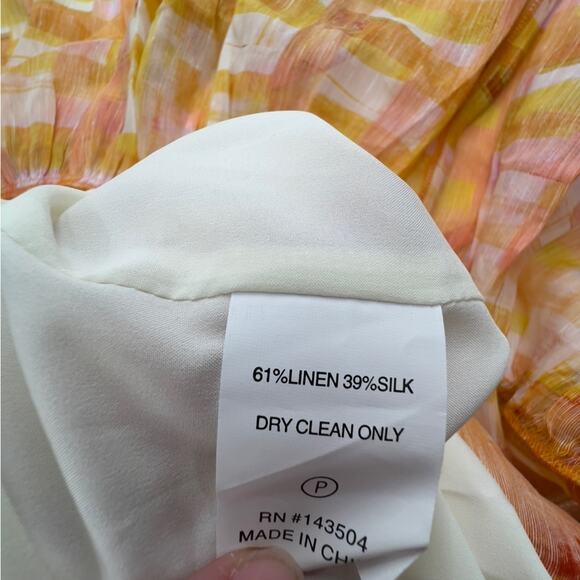 61%LINEN 39%SILK
DRY CLEAN ONLY
P
RN #143504
MADE IN